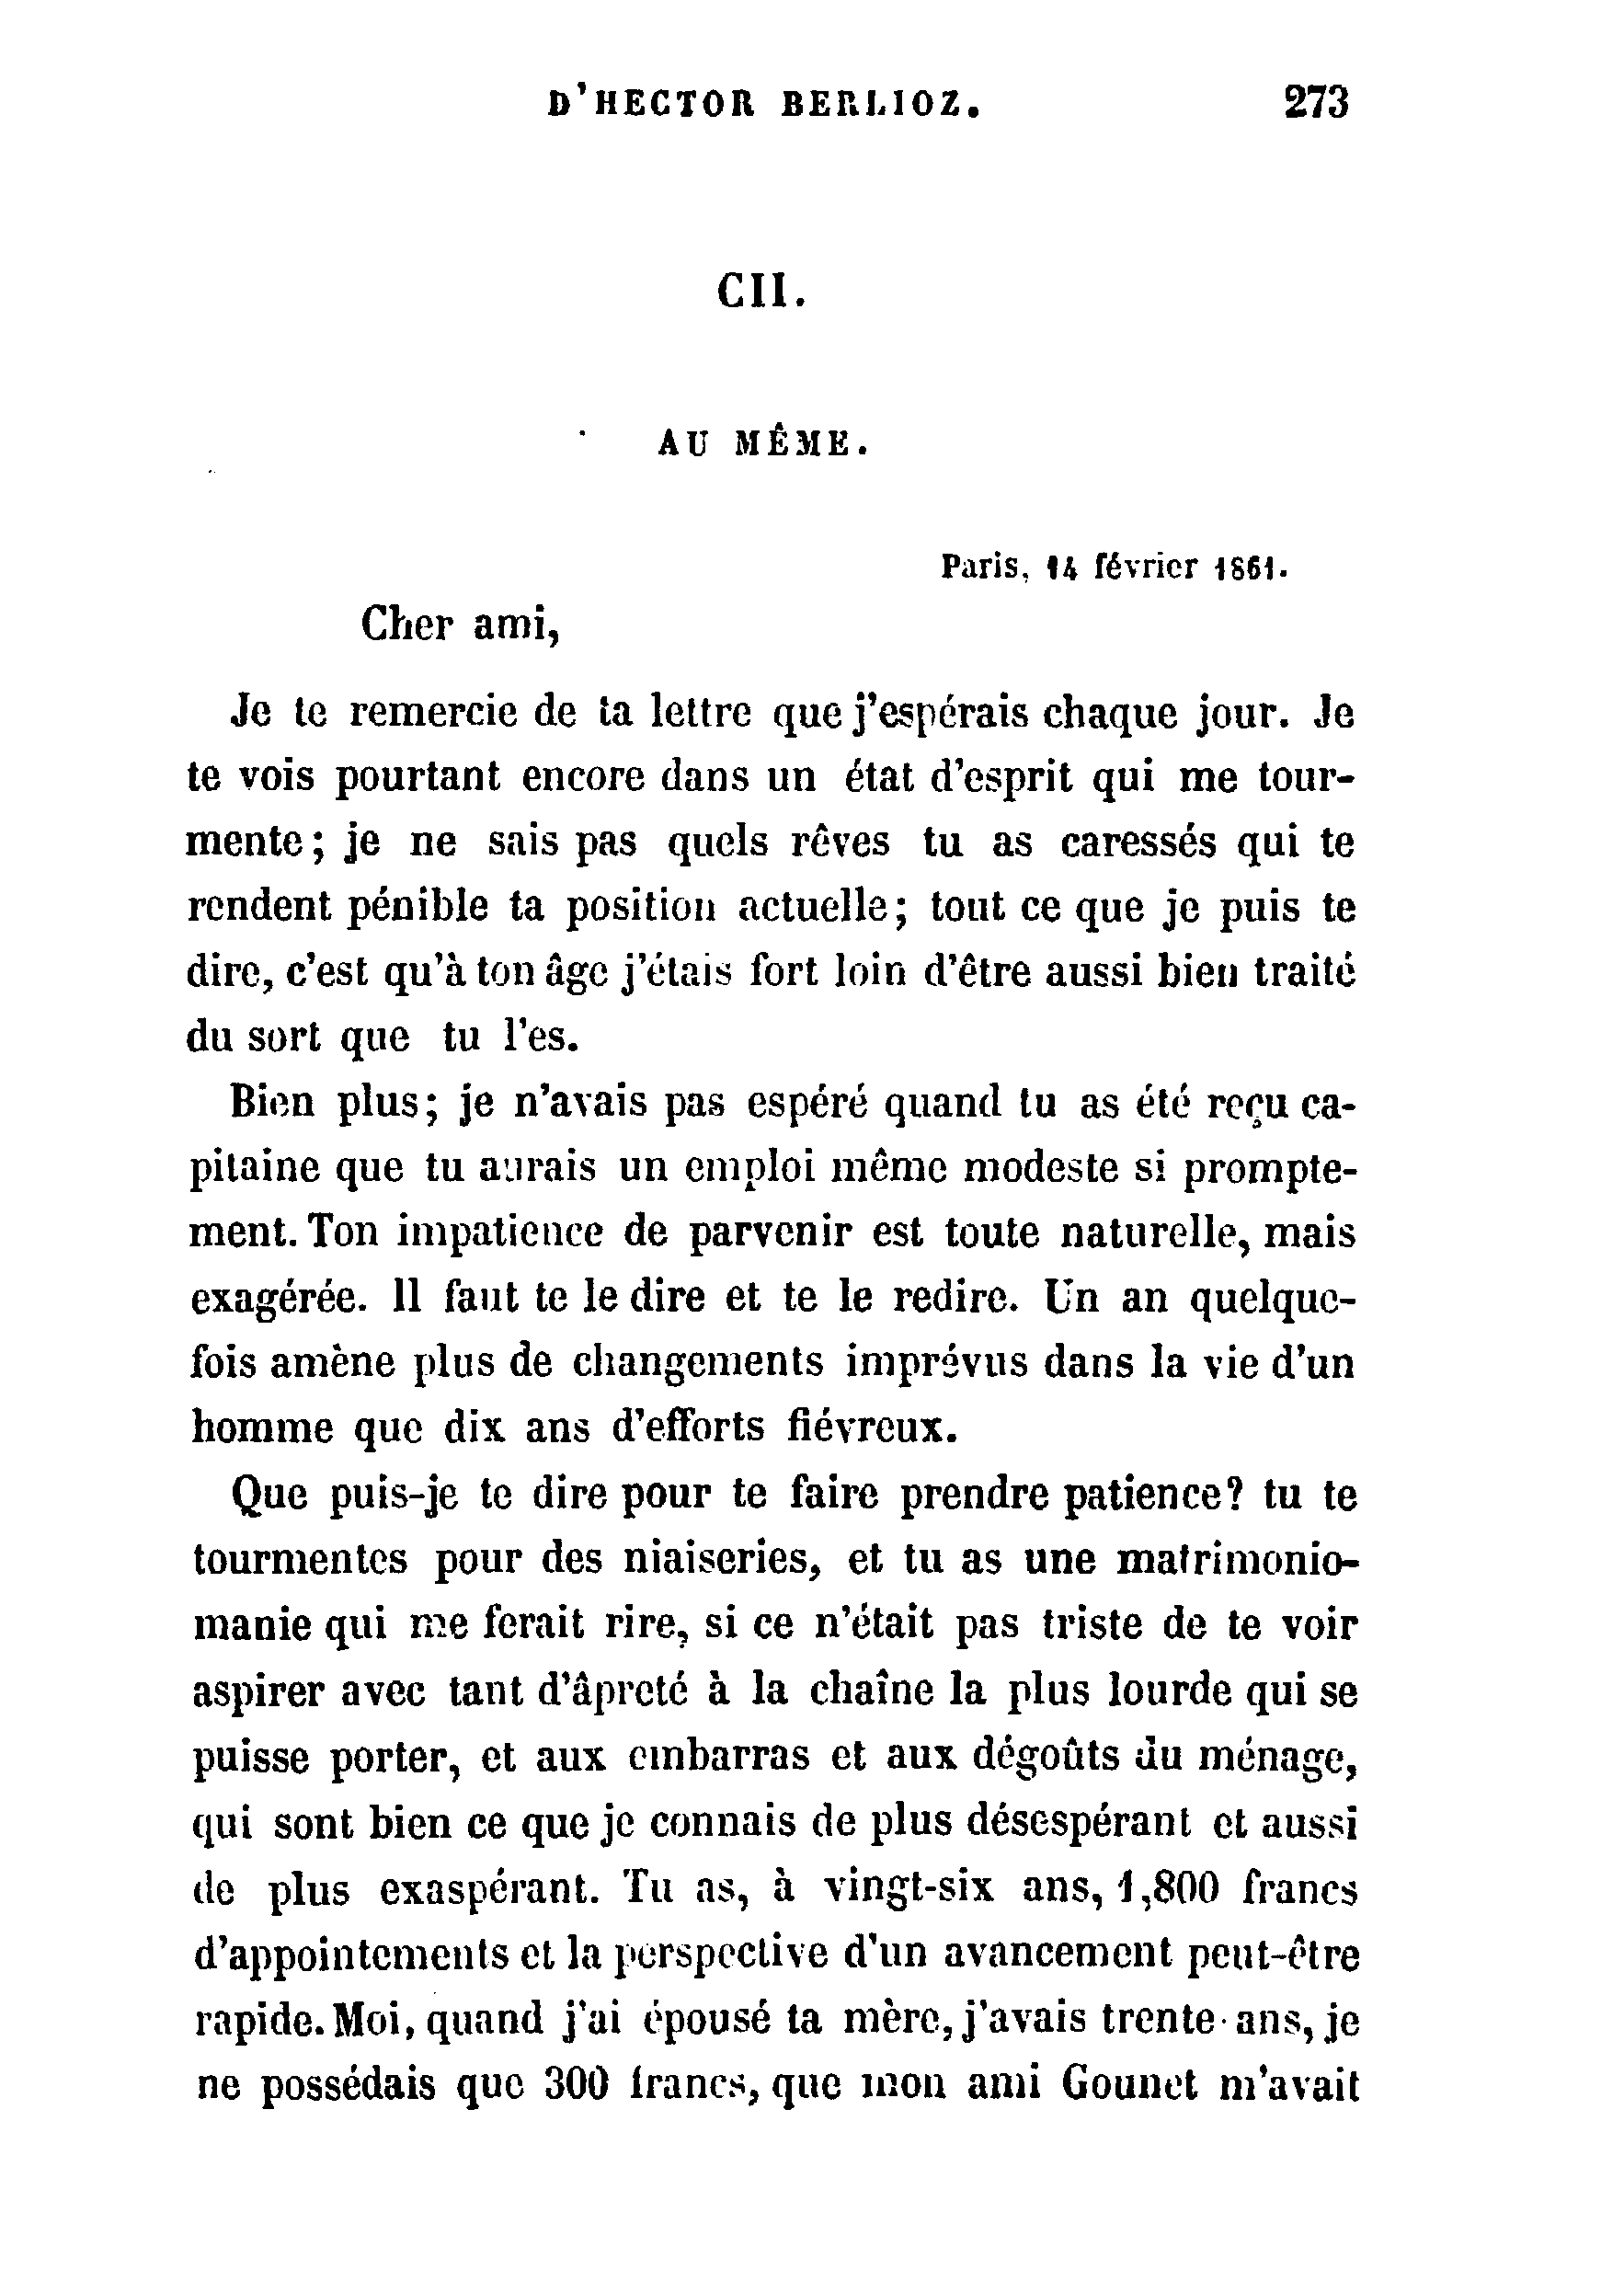 D'HECTOR BERLIOZ. 273
CII.
AU MÊME.
Paris, 14 février 1861.
Cher ami,
Je te remercie de ta lettre que j'espérais chaque jour. Je
te vois pourtant encore dans un état d'esprit qui me tour-
mente; je ne sais pas quels rêves tu as caressés qui te
rendent pénible ta position actuelle; tout ce que je puis te
dire, c'est qu'à ton âge j'étais fort loin d'être aussi bien traité
du sort que tu l'es.
Bien plus; je n'avais pas espéré quand tu as été reçu ca-
pitaine que tu aurais un emploi même modeste si prompte-
ment. Ton impatience de parvenir est toute naturelle, mais
exagérée. Il faut te le dire et te le redire. Un an quelque-
fois amène plus de changements imprévus dans la vie d'un
homme que dix ans d'efforts fiévreux.
Que puis-je te dire pour te faire prendre patience? tu te
tourmentes pour des niaiseries, et tu as une matrimonio-
manie qui me ferait rire, si ce n'était pas triste de te voir
aspirer avec tant d'âpreté à la chaîne la plus lourde qui se
puisse porter, et aux embarras et aux dégoûts du ménage,
qui sont bien ce que je connais de plus désespérant et aussi
de plus exaspérant. Tu as, à vingt-six ans, 1,800 francs
d'appointements et la perspective d'un avancement peut-être
rapide. Moi, quand j'ai épousé ta mère, j'avais trente ans, je
ne possédais que 300 francs, que mon ami Gounet m'avait